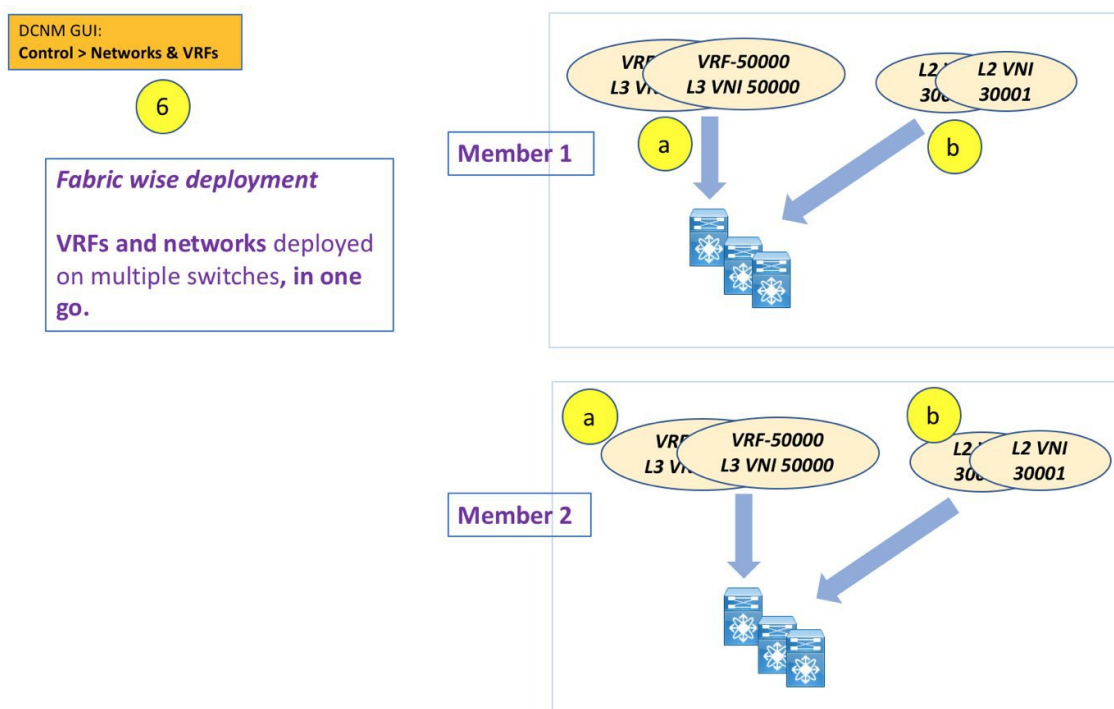 DCNM GUI:
Control > Networks & VRFs
6
Fabric wise deployment
VRFs and networks deployed
on multiple switches, in one
go.
Member 1
VRF-50000
L3 VNI 50000
a
L2 VNI
30001
b
Member 2
a
VRF-50000
L3 VNI 50000
b
L2 VNI
30001